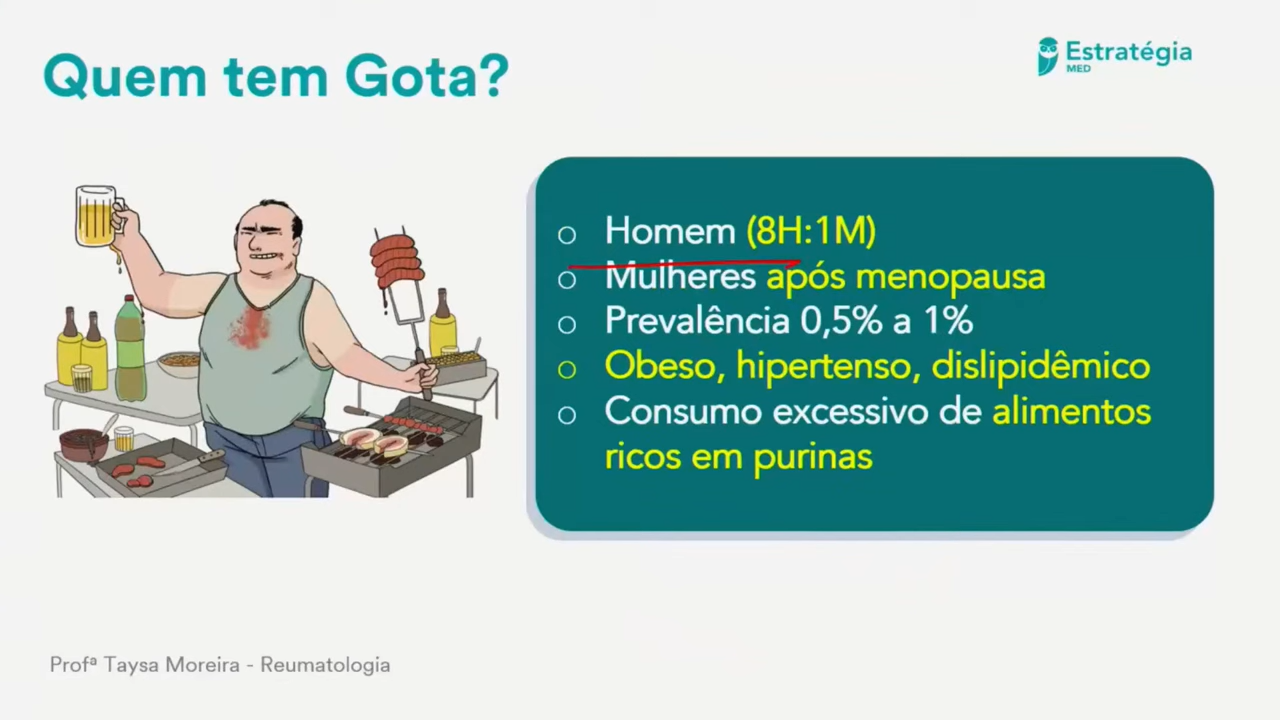 Quem tem Gota?
Estratégia
MED
Homem (8H:1M)
Mulheres após menopausa
Prevalência 0,5% a 1%
Obeso, hipertenso, dislipidêmico
Consumo excessivo de alimentos
ricos em purinas
Profª Taysa Moreira - Reumatologia